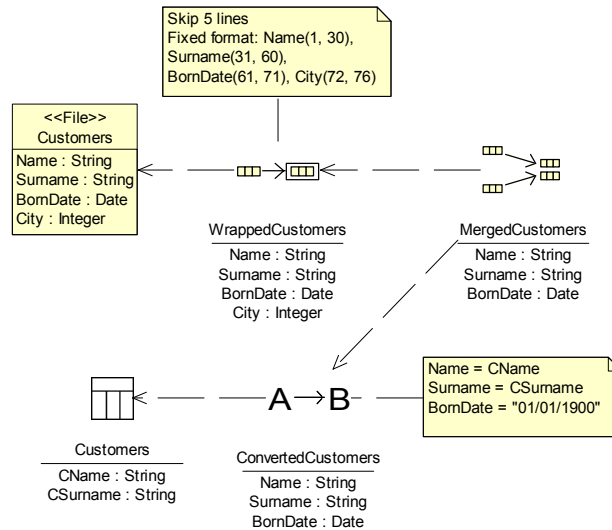 Skip 5 lines
Fixed format: Name(1, 30),
Surname(31, 60),
BornDate(61, 71), City(72, 76)
<<File>>
Customers
Name : String
Surname : String
BornDate : Date
City : Integer
WrappedCustomers
Name : String
Surname : String
BornDate : Date
City : Integer
MergedCustomers
Name : String
Surname : String
BornDate : Date
A → B
Name = CName
Surname = CSurname
BornDate = "01/01/1900"
Customers
CName : String
CSurname : String
ConvertedCustomers
Name : String
Surname : String
BornDate : Date